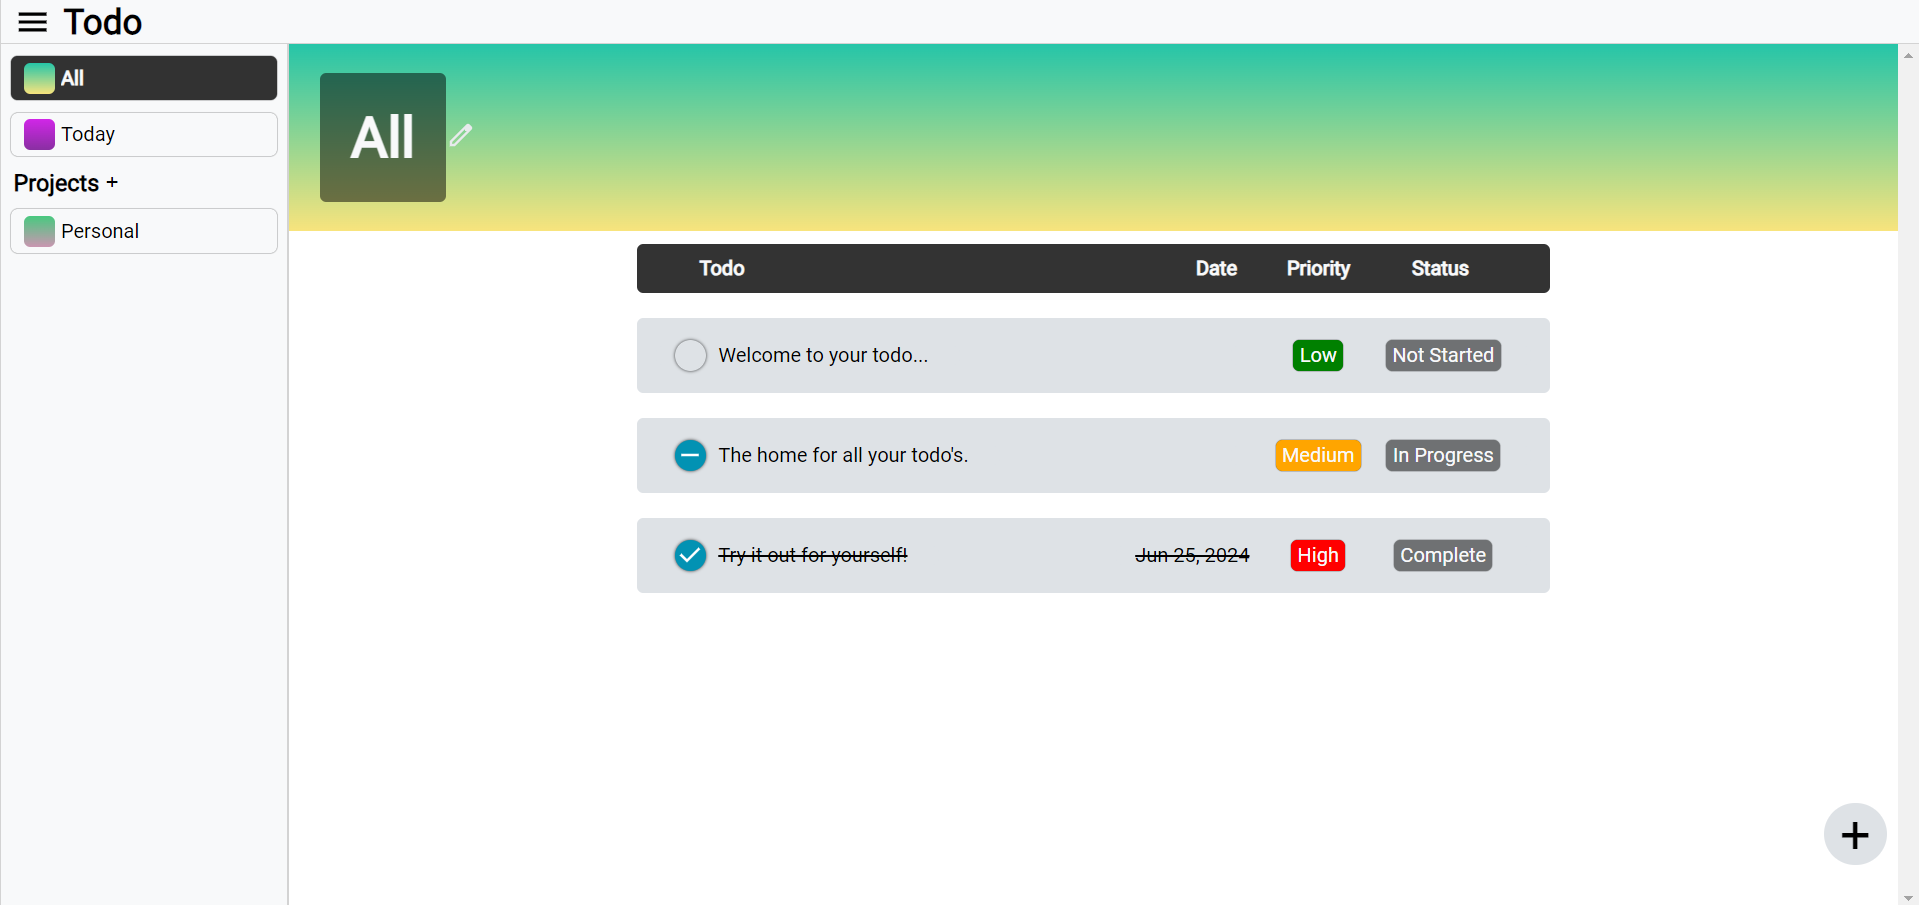 Todo
All
Today
Projects +
Personal
All
Todo Date Priority Status
Welcome to your todo... Low Not Started
The home for all your todo's. Medium In Progress
Try it out for yourself! Jun 25, 2024 High Complete